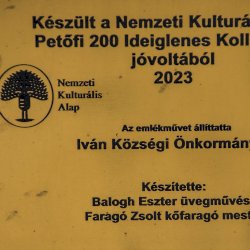 Készült a Nemzeti Kulturá
Petőfi 200 Ideiglenes Koll
jóvoltából
2023
Nemzeti
Kulturális
Alap
Az emlékművet állíttatta
Iván Községi Önkormány
Készítette:
Balogh Eszter üvegművés
Faragó Zsolt kőfaragó mest